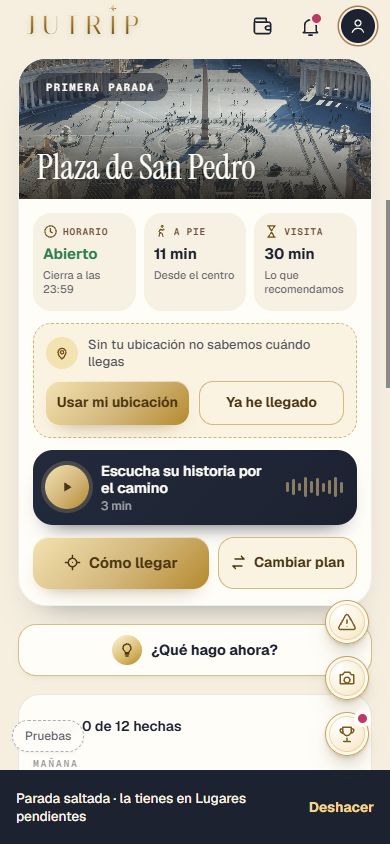 JUTRIP
PRIMERA PARADA
Plaza de San Pedro
HORARIO
Abierto
Cierra a las
23:59
A PIE
11 min
Desde el centro
VISITA
30 min
Lo que
recomendamos
Sin tu ubicación no sabemos cuándo
llegas
Usar mi ubicación
Ya he llegado
Escucha su historia por
el camino
3 min
Cómo llegar
Cambiar plan
¿Qué hago ahora?
0 de 12 hechas
Pruebas
MAÑANA
Parada saltada · la tienes en Lugares
pendientes
Deshacer